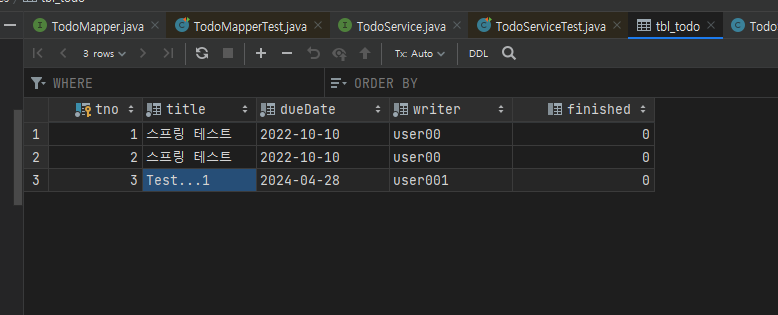 tbl_todo
TodoMapper.java TodoMapperTest.java TodoService.java TodoServiceTest.java tbl_todo
3 rows Tx: Auto DDL
WHERE ORDER BY
tno title dueDate writer finished
1 1 스프링 테스트 2022-10-10 user00 0
2 2 스프링 테스트 2022-10-10 user00 0
3 3 Test...1 2024-04-28 user001 0